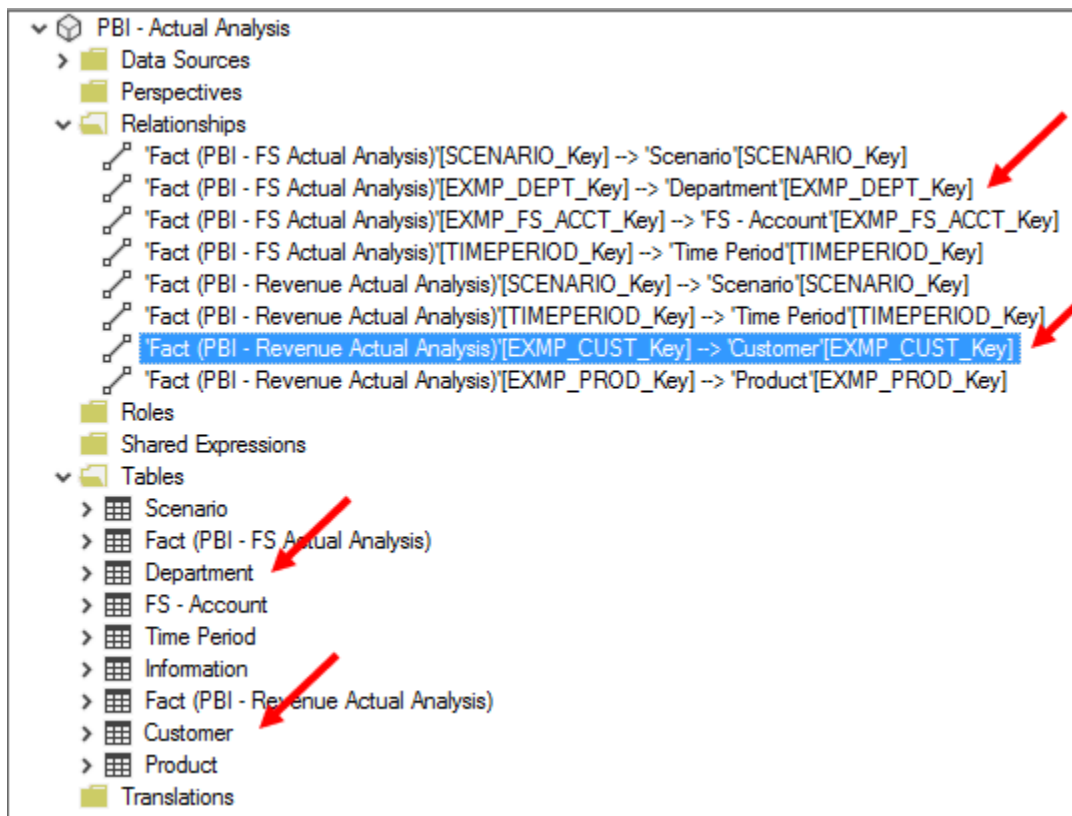 PBI - Actual Analysis
Data Sources
Perspectives
Relationships
'Fact (PBI - FS Actual Analysis)'[SCENARIO_Key] --> 'Scenario'[SCENARIO_Key]
'Fact (PBI - FS Actual Analysis)'[EXMP_DEPT_Key] --> 'Department'[EXMP_DEPT_Key]
'Fact (PBI - FS Actual Analysis)'[EXMP_FS_ACCT_Key] --> 'FS - Account'[EXMP_FS_ACCT_Key]
'Fact (PBI - FS Actual Analysis)'[TIMEPERIOD_Key] --> 'Time Period'[TIMEPERIOD_Key]
'Fact (PBI - Revenue Actual Analysis)'[SCENARIO_Key] --> 'Scenario'[SCENARIO_Key]
'Fact (PBI - Revenue Actual Analysis)'[TIMEPERIOD_Key] --> 'Time Period'[TIMEPERIOD_Key]
'Fact (PBI - Revenue Actual Analysis)'[EXMP_CUST_Key] --> 'Customer'[EXMP_CUST_Key]
'Fact (PBI - Revenue Actual Analysis)'[EXMP_PROD_Key] --> 'Product'[EXMP_PROD_Key]
Roles
Shared Expressions
Tables
Scenario
Fact (PBI - FS Actual Analysis)
Department
FS - Account
Time Period
Information
Fact (PBI - Revenue Actual Analysis)
Customer
Product
Translations